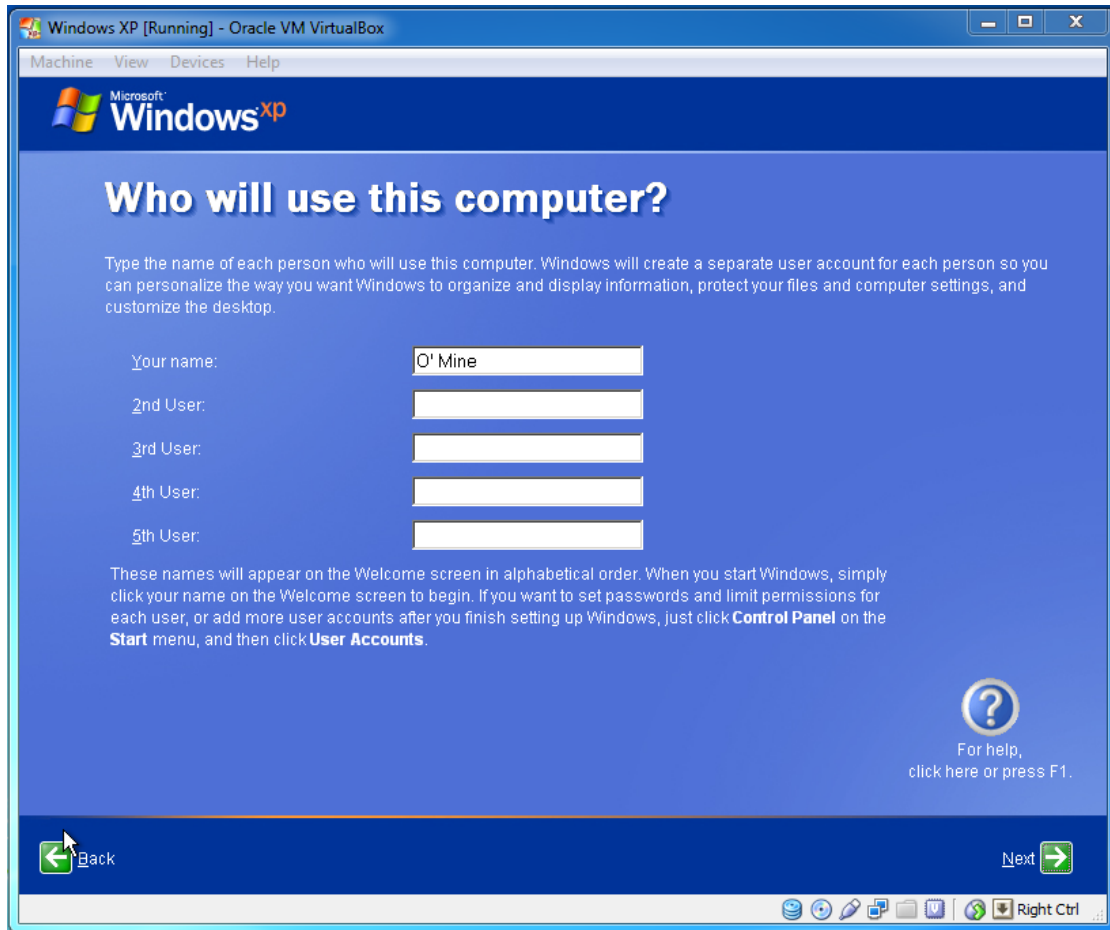 Windows XP [Running] - Oracle VM VirtualBox
Machine View Devices Help
Microsoft
Windows xp
Who will use this computer?
Type the name of each person who will use this computer. Windows will create a separate user account for each person so you
can personalize the way you want Windows to organize and display information, protect your files and computer settings, and
customize the desktop.
Your name: O' Mine
2nd User:
3rd User:
4th User:
5th User:
These names will appear on the Welcome screen in alphabetical order. When you start Windows, simply
click your name on the Welcome screen to begin. If you want to set passwords and limit permissions for
each user, or add more user accounts after you finish setting up Windows, just click Control Panel on the
Start menu, and then click User Accounts.
For help,
click here or press F1.
Back Next
Right Ctrl